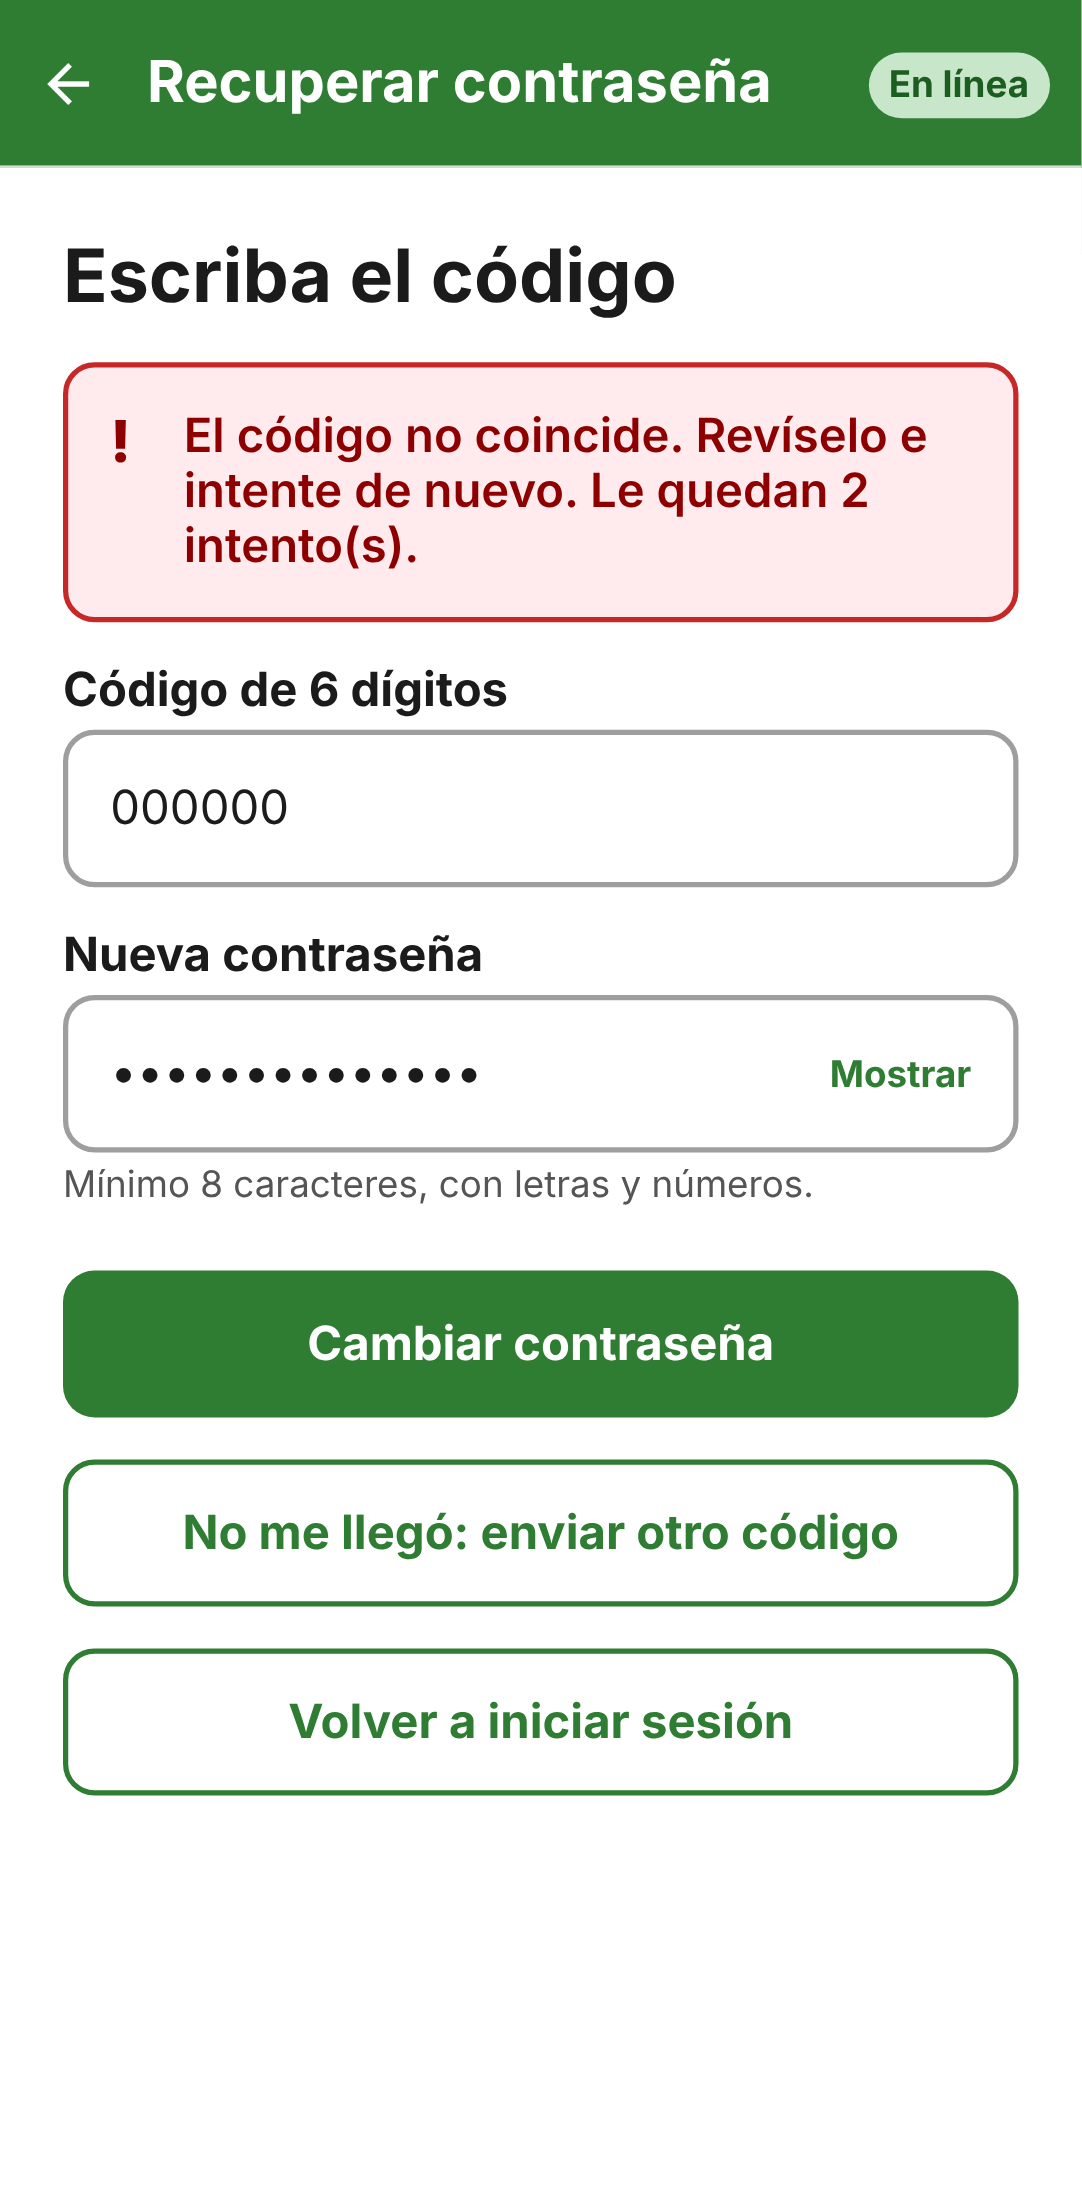 Recuperar contraseña
En línea
Escriba el código
! El código no coincide. Revíselo e
intente de nuevo. Le quedan 2
intento(s).
Código de 6 dígitos
000000
Nueva contraseña
•••••••••••••• Mostrar
Mínimo 8 caracteres, con letras y números.
Cambiar contraseña
No me llegó: enviar otro código
Volver a iniciar sesión